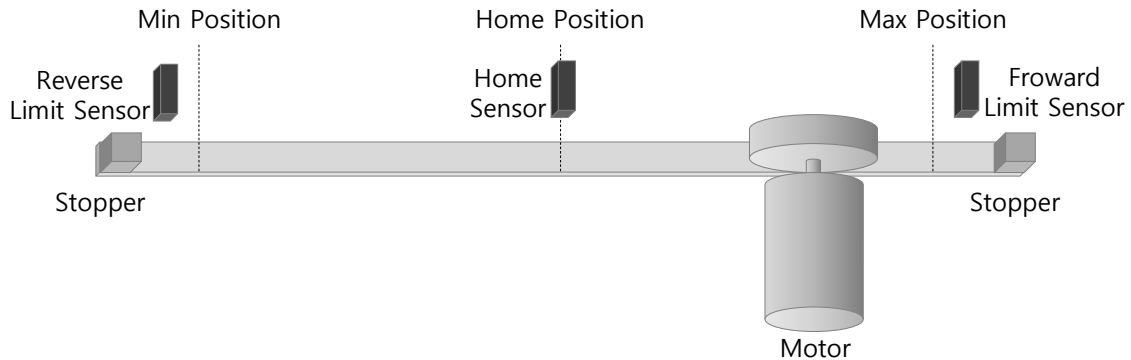 Min Position
Home Position
Max Position
Reverse
Limit Sensor
Home
Sensor
Froward
Limit Sensor
Stopper
Stopper
Motor